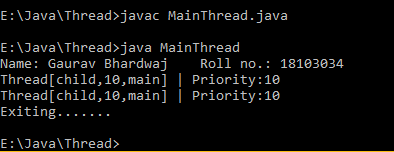 E:\Java\Thread>javac MainThread.java
E:\Java\Thread>java MainThread
Name: Gaurav Bhardwaj    Roll no.: 18103034
Thread[child,10,main] | Priority:10
Thread[child,10,main] | Priority:10
Exiting.......
E:\Java\Thread>